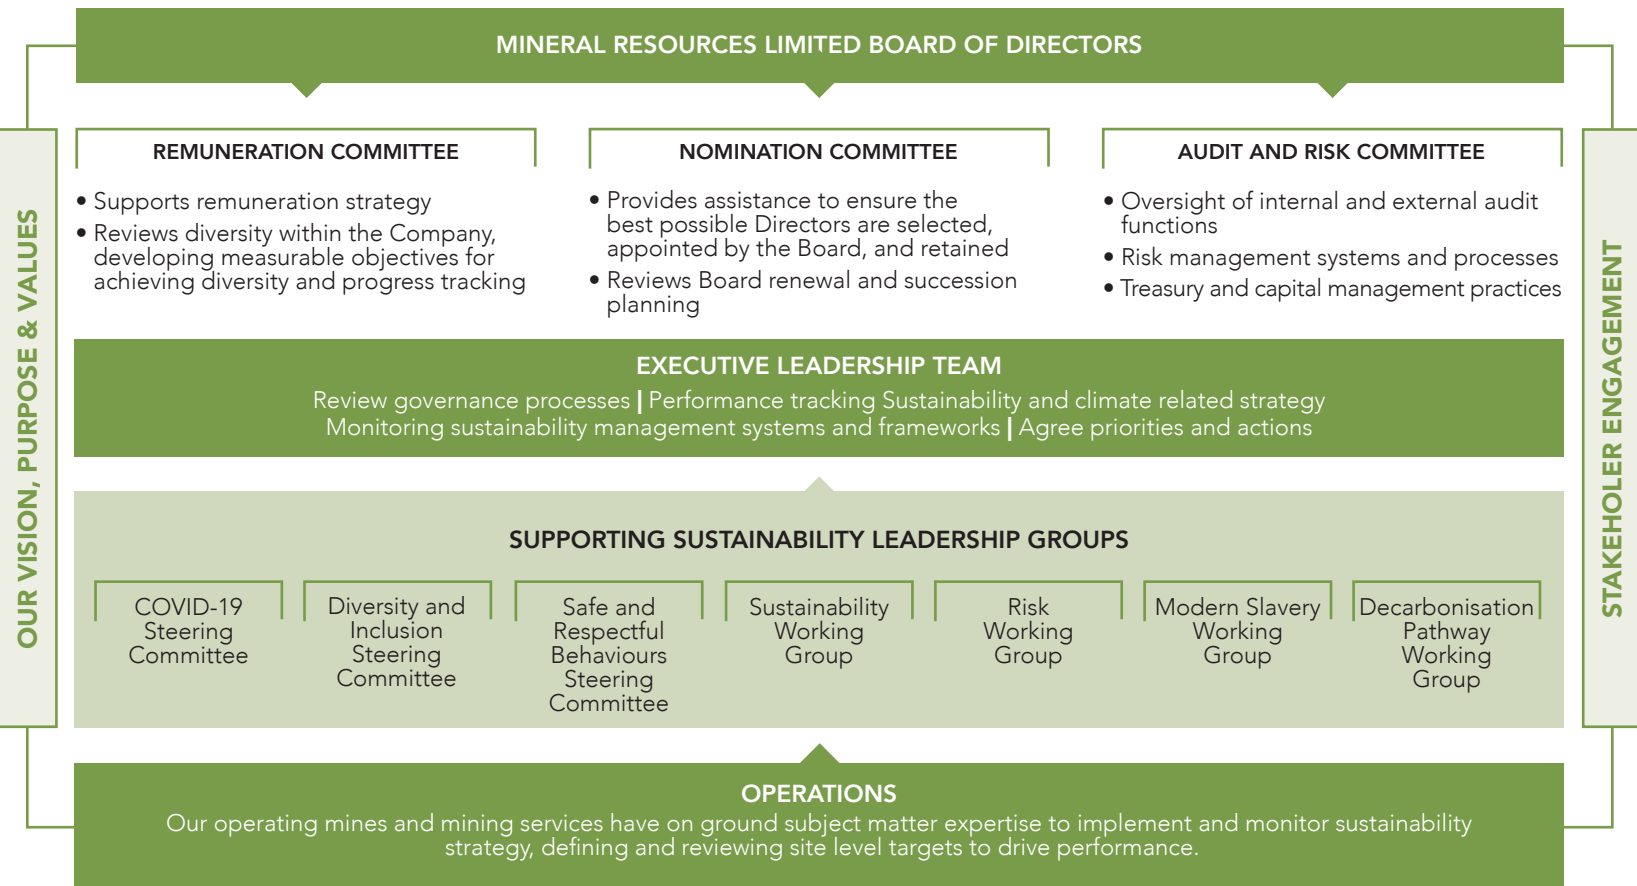 MINERAL RESOURCES LIMITED BOARD OF DIRECTORS
OUR VISION, PURPOSE & VALUES
REMUNERATION COMMITTEE
• Supports remuneration strategy
• Reviews diversity within the Company,
developing measurable objectives for
achieving diversity and progress tracking
NOMINATION COMMITTEE
• Provides assistance to ensure the
best possible Directors are selected,
appointed by the Board, and retained
• Reviews Board renewal and succession
planning
AUDIT AND RISK COMMITTEE
• Oversight of internal and external audit
functions
• Risk management systems and processes
• Treasury and capital management practices
STAKEHOLER ENGAGEMENT
EXECUTIVE LEADERSHIP TEAM
Review governance processes | Performance tracking Sustainability and climate related strategy
Monitoring sustainability management systems and frameworks | Agree priorities and actions
SUPPORTING SUSTAINABILITY LEADERSHIP GROUPS
COVID-19
Steering
Committee
Diversity and
Inclusion
Steering
Committee
Safe and
Respectful
Behaviours
Steering
Committee
Sustainability
Working
Group
Risk
Working
Group
Modern Slavery
Working
Group
Decarbonisation
Pathway
Working
Group
OPERATIONS
Our operating mines and mining services have on ground subject matter expertise to implement and monitor sustainability
strategy, defining and reviewing site level targets to drive performance.